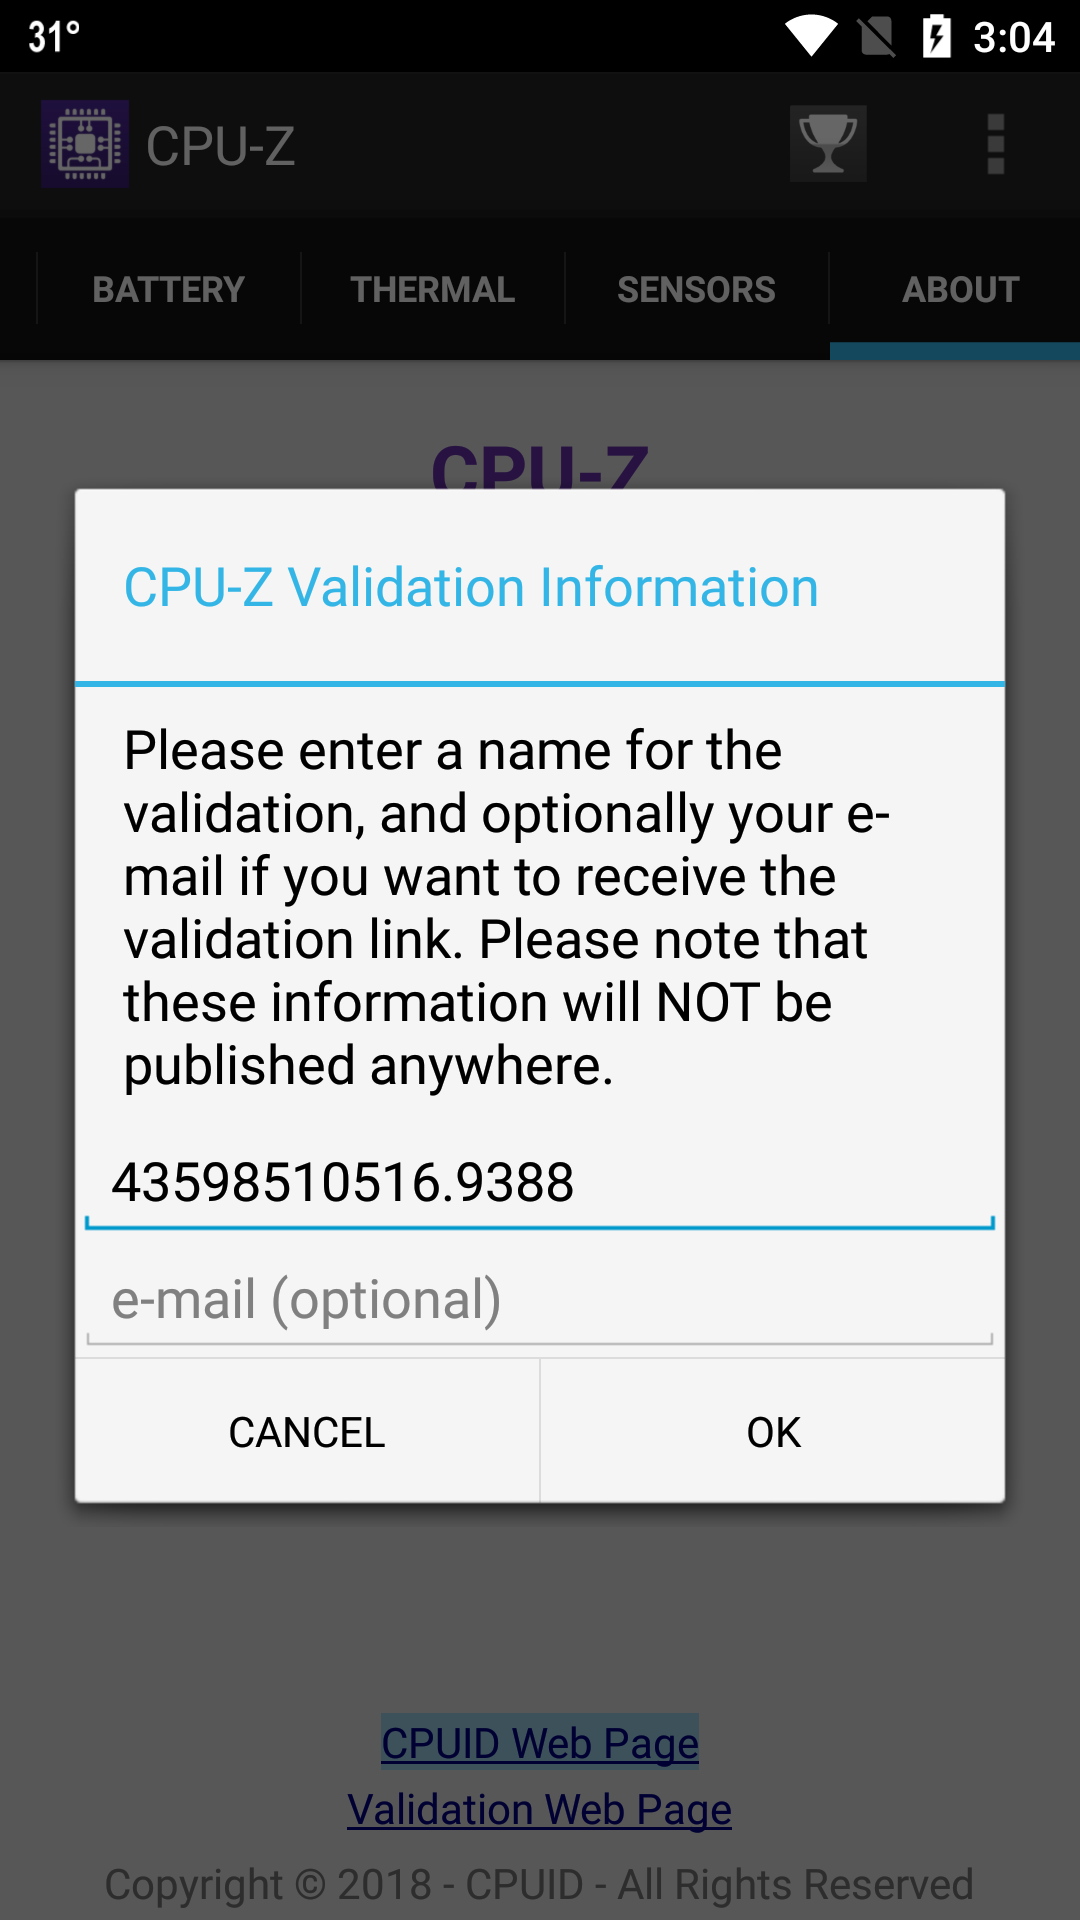 31°
3:04
CPU-Z
BATTERY
THERMAL
SENSORS
ABOUT
CPU-Z
CPU-Z Validation Information
Please enter a name for the
validation, and optionally your e-
mail if you want to receive the
validation link. Please note that
these information will NOT be
published anywhere.
43598510516.9388
e-mail (optional)
CANCEL
OK
CPUID Web Page
Validation Web Page
Copyright © 2018 - CPUID - All Rights Reserved